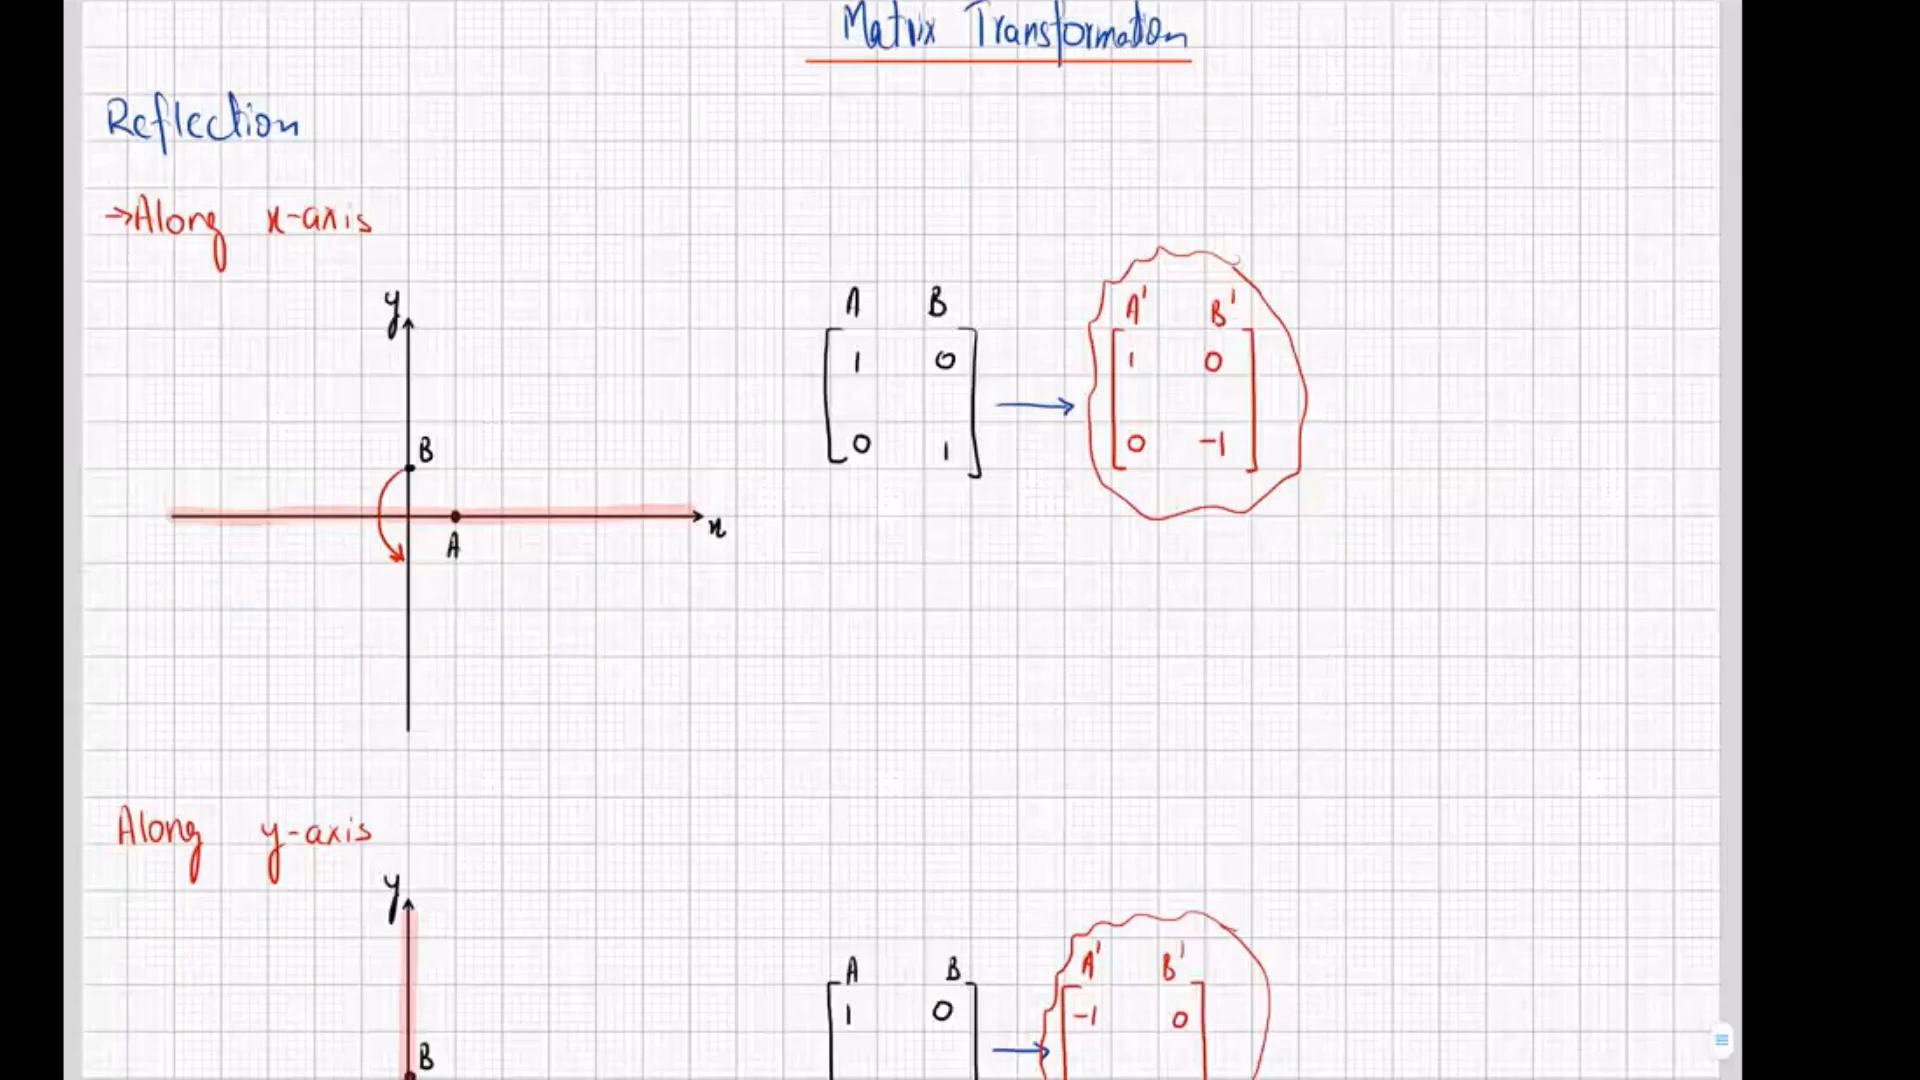 Matrix Transformation
Reflection
→Along x-axis
y
B
A
x
A B
1 0
0 1
→
A' B'
1 0
0 -1
Along y-axis
y
B
A B
1 0
→
A' B'
-1 0